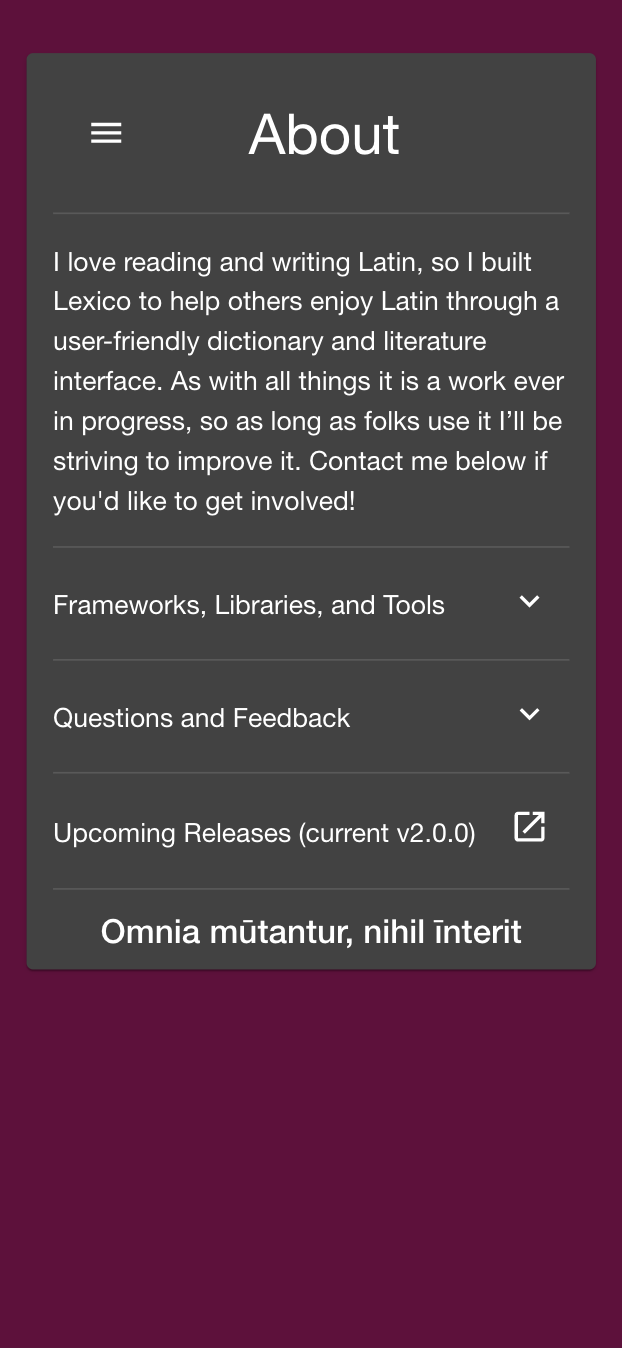 About
I love reading and writing Latin, so I built
Lexico to help others enjoy Latin through a
user-friendly dictionary and literature
interface. As with all things it is a work ever
in progress, so as long as folks use it I’ll be
striving to improve it. Contact me below if
you'd like to get involved!
Frameworks, Libraries, and Tools
Questions and Feedback
Upcoming Releases (current v2.0.0)
Omnia mūtantur, nihil īnterit